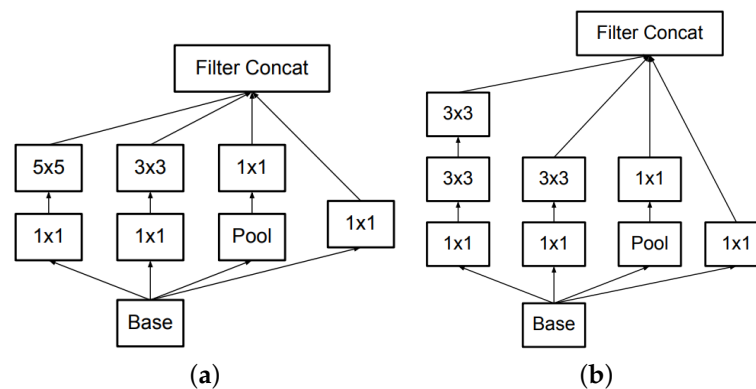 Filter Concat
5x5
3x3
1x1
1x1
1x1
Pool
1x1
Base
(a)
Filter Concat
3x3
3x3
3x3
1x1
1x1
1x1
Pool
1x1
Base
(b)